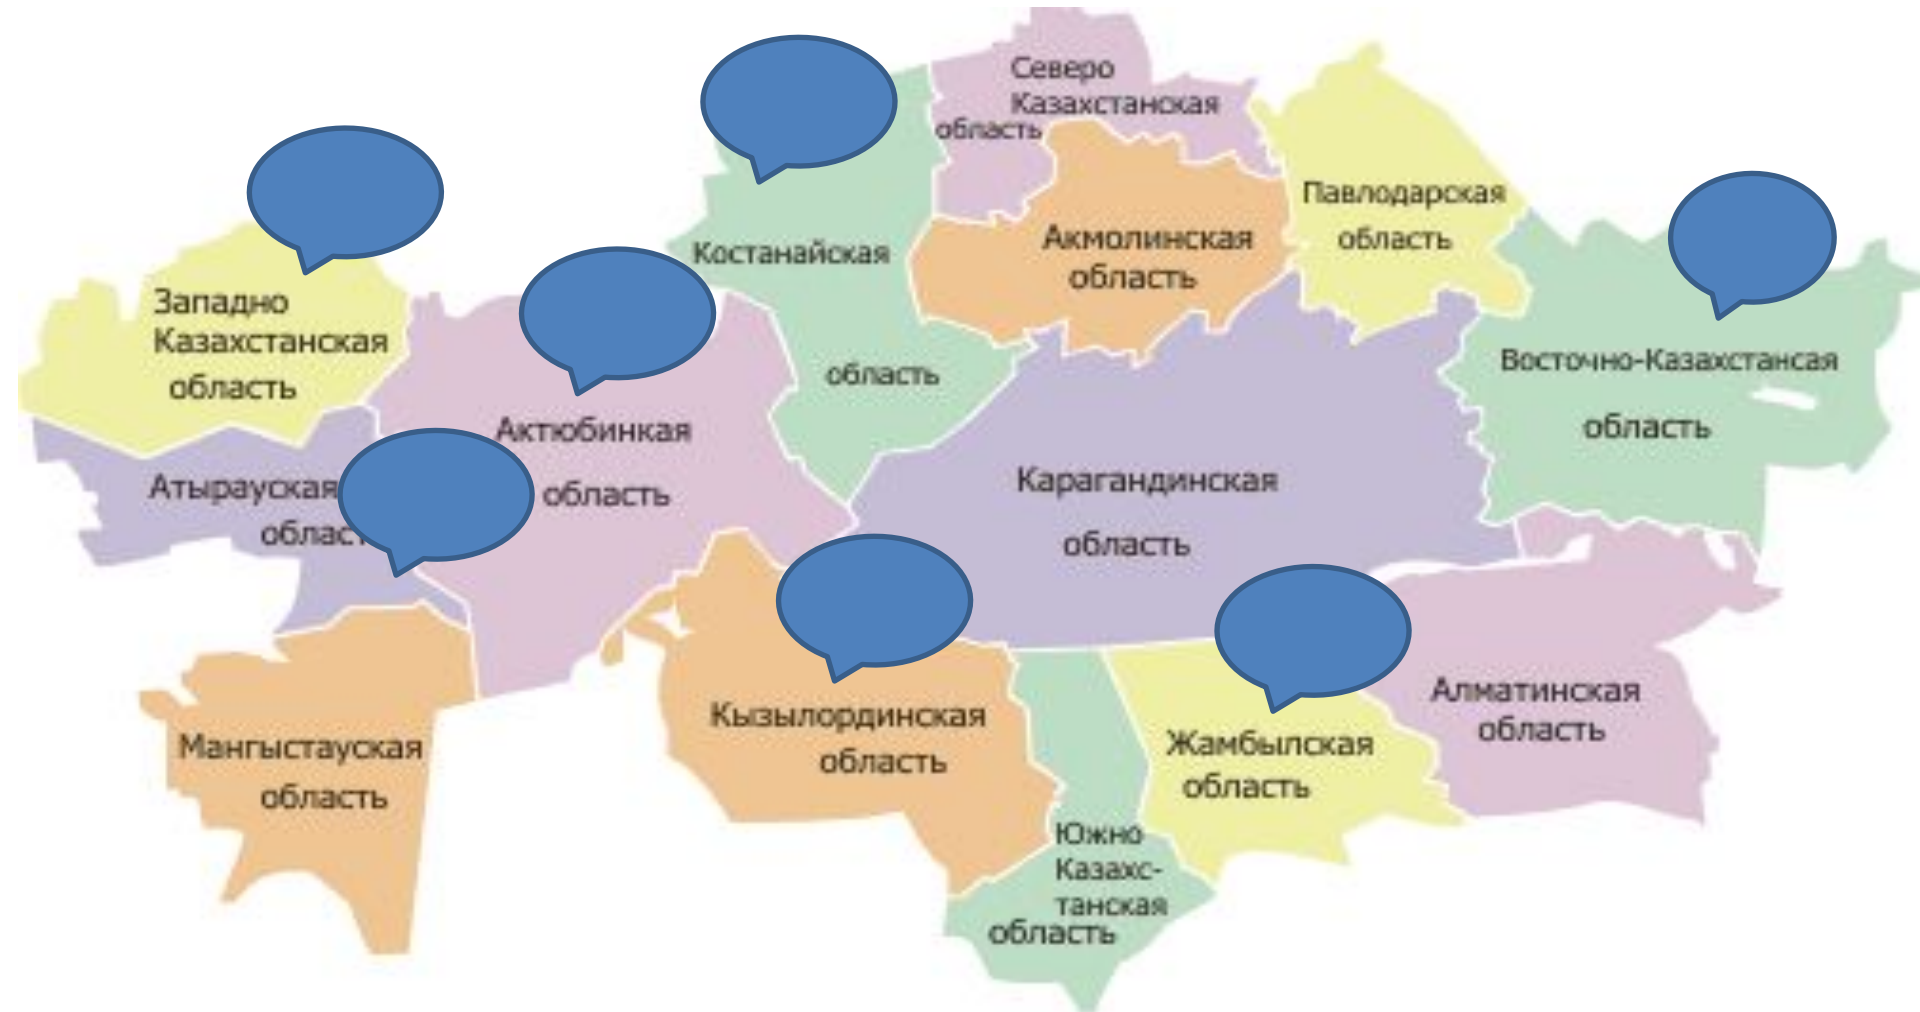 Северо
Казахстанская
область
Павлодарская
область
Акмолинская
область
Костанайская
область
Западно
Казахстанская
область
Восточно-Казахстансая
область
Актюбинкая
область
Атырауская
облас
Карагандинская
область
Алматинская
область
Кызылординская
область
Жамбылская
область
Мангыстауская
область
Южно
Казахс-
танская
область